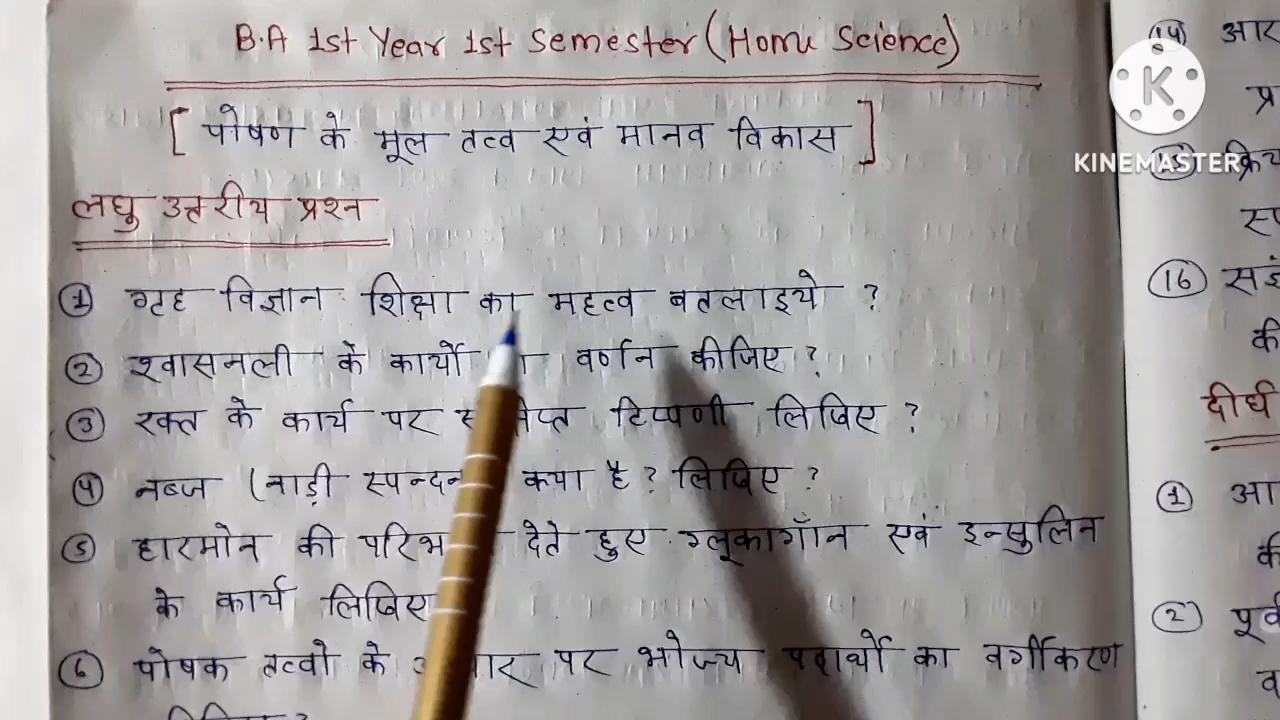 B.A 1st Year 1st Semester (Home Science)
[ पोषण के मूल तत्व एवं मानव विकास ]
लघु उत्तरीय प्रश्न
① गृह विज्ञान शिक्षा का महत्व बतलाइये ?
② श्वासनली के कार्यो वर्णन कीजिए ?
③ रक्त के कार्य पर टिप्पणी लिखिए ?
④ नब्ज (नाड़ी स्पन्दन क्या है ? लिखिए ?
⑤ हारमोन की देते हुए ग्लूकागॉन एवं इन्सुलिन
के कार्य लिखिए
⑥ पोषक तत्वो के पर भोज्य पदार्थो का वर्गीकरण
14 आर
प्र
क्रिय
16
की
दीर्घ
① आ
की
② पूर्व
व
K
KINEMASTER